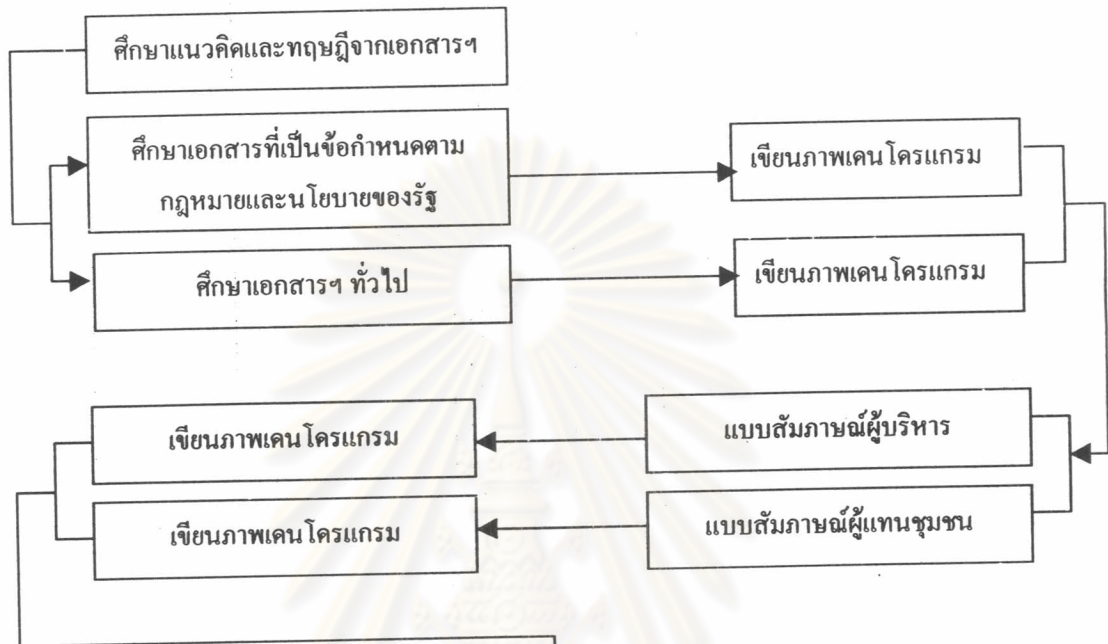 ศึกษาแนวคิดและทฤษฎีจากเอกสารฯ
ศึกษาเอกสารที่เป็นข้อกำหนดตาม
กฎหมายและนโยบายของรัฐ
เขียนภาพเดนโดรแกรม
ศึกษาเอกสารฯ ทั่วไป
เขียนภาพเดนโดรแกรม
เขียนภาพเดนโดรแกรม
แบบสัมภาษณ์ผู้บริหาร
เขียนภาพเดนโดรแกรม
แบบสัมภาษณ์ผู้แทนชุมชน